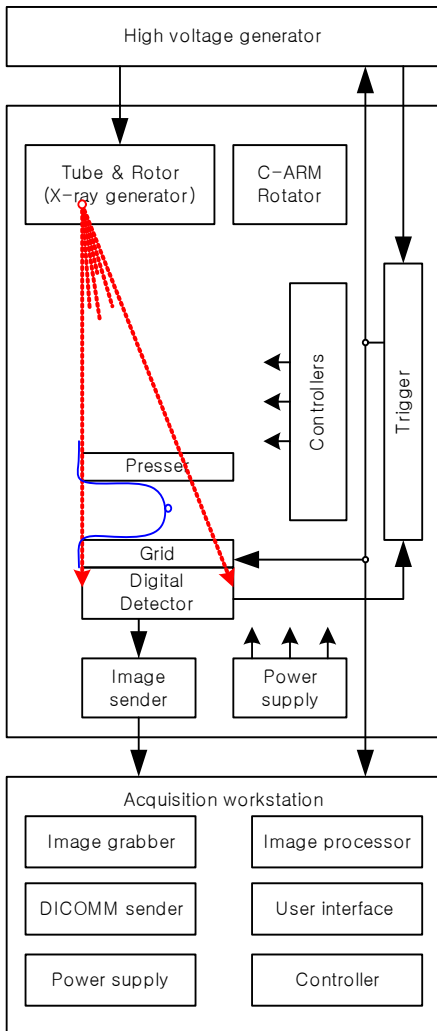 High voltage generator
Tube & Rotor
(X-ray generator)
C-ARM
Rotator
Controllers
Trigger
Presser
Grid
Digital
Detector
Image
sender
Power
supply
Acquisition workstation
Image grabber
Image processor
DICOMM sender
User interface
Power supply
Controller